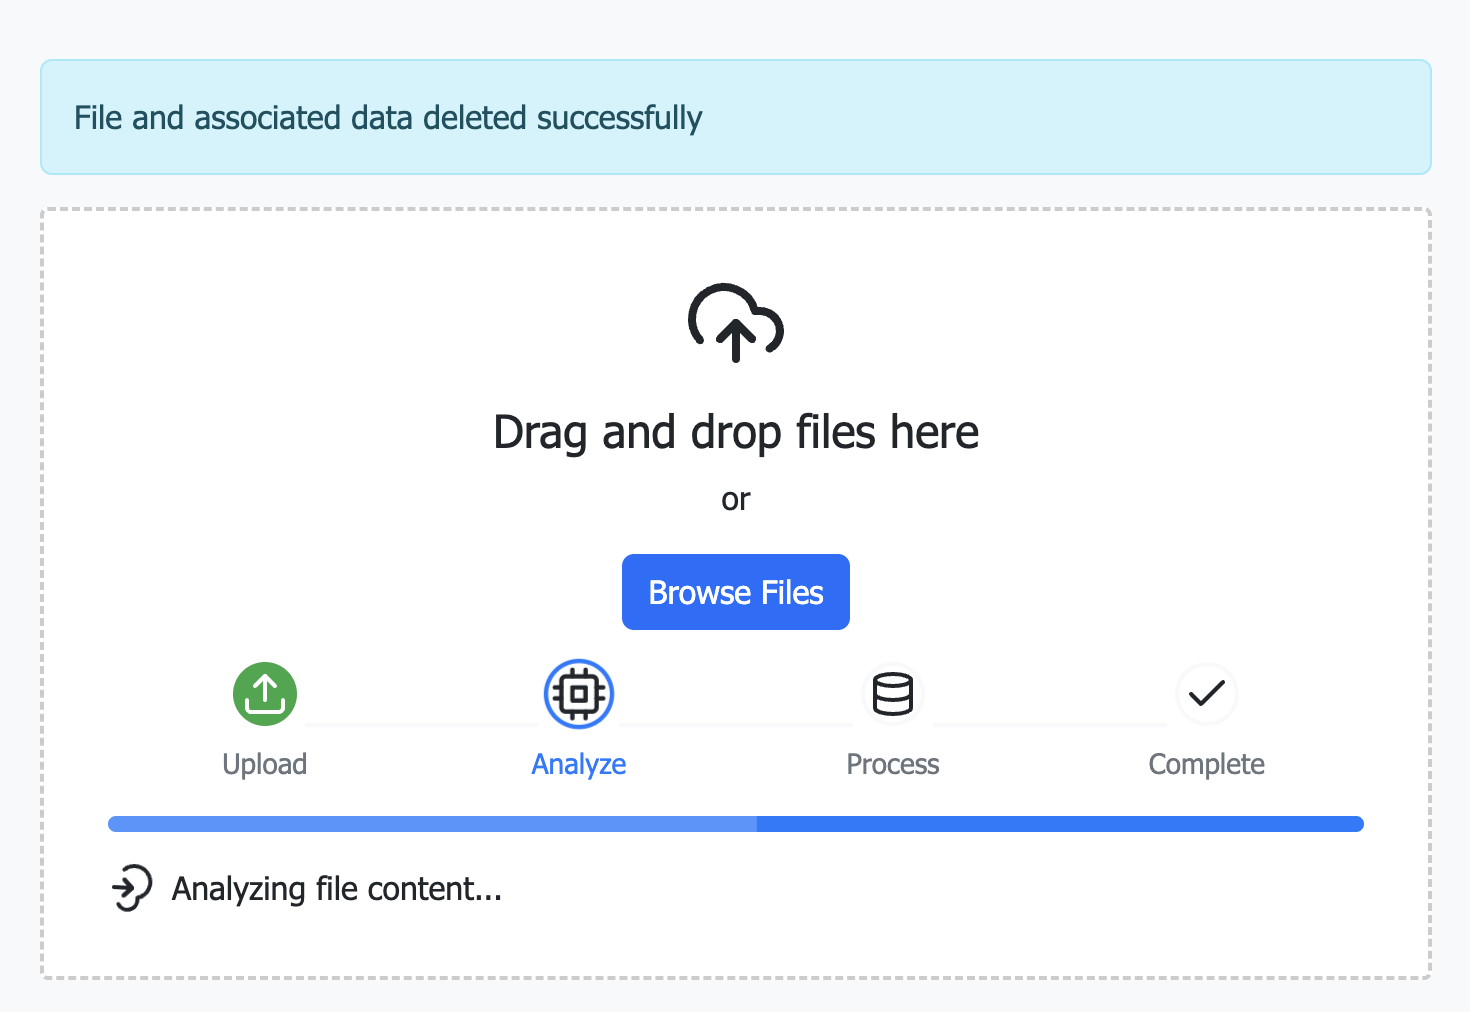 File and associated data deleted successfully
Drag and drop files here
or
Browse Files
Upload
Analyze
Process
Complete
Analyzing file content...